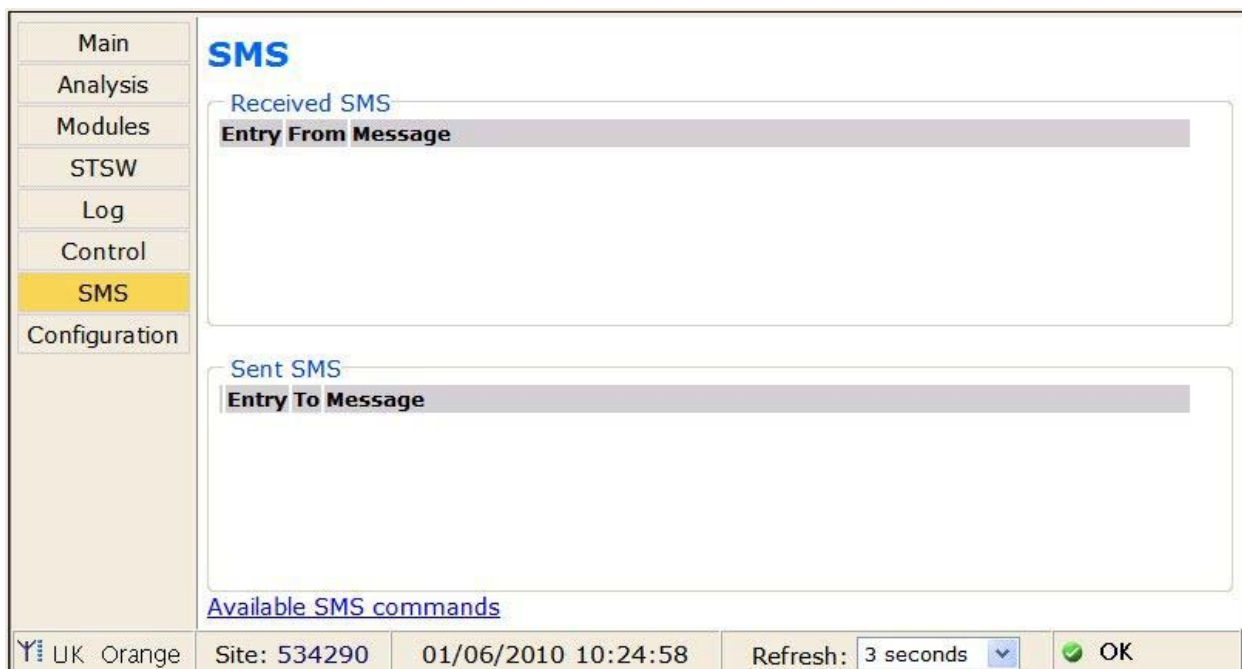 Main
Analysis
Modules
STSW
Log
Control
SMS
Configuration
SMS
Received SMS
Entry From Message
Sent SMS
Entry To Message
Available SMS commands
UK Orange Site: 534290 01/06/2010 10:24:58 Refresh: 3 seconds OK